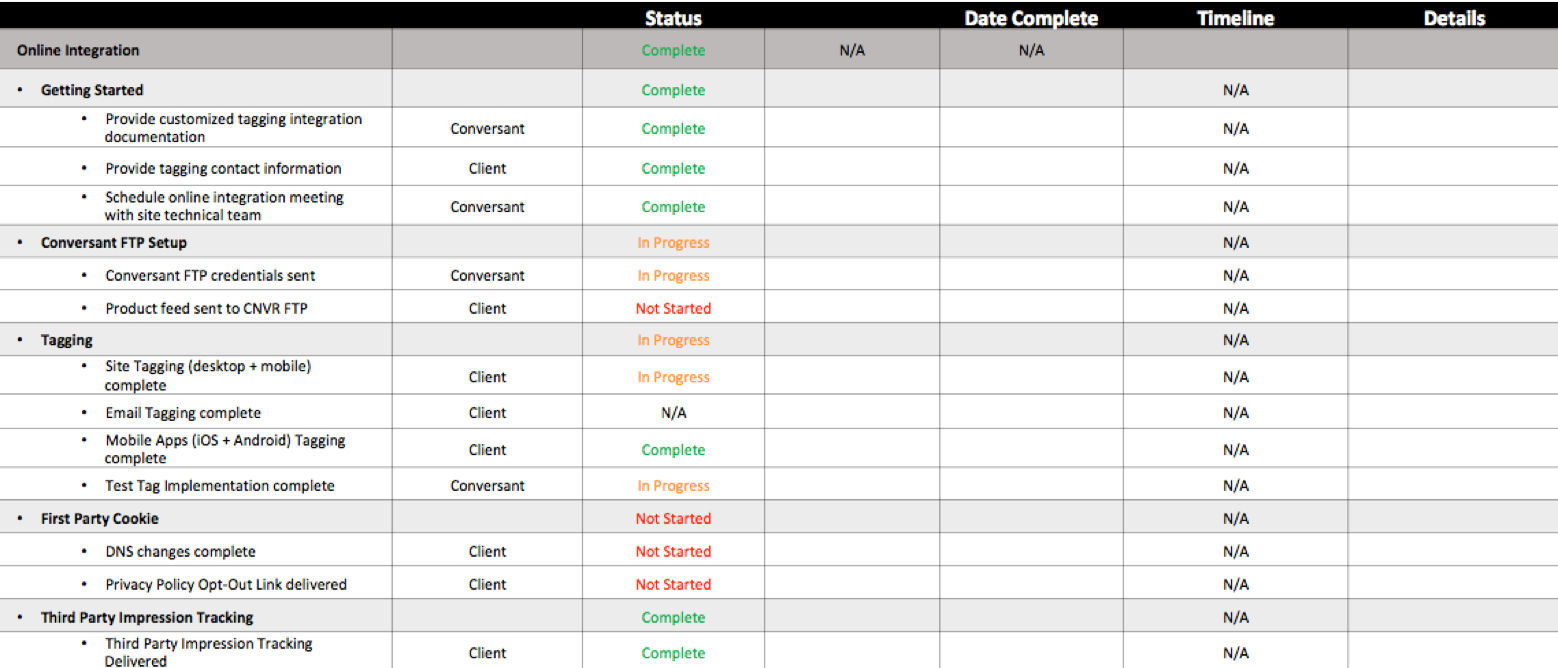 Status Date Complete Timeline Details
Online Integration Complete N/A N/A
• Getting Started Complete N/A
• Provide customized tagging integration
documentation Conversant Complete N/A
• Provide tagging contact information Client Complete N/A
• Schedule online integration meeting
with site technical team Conversant Complete N/A
• Conversant FTP Setup In Progress N/A
• Conversant FTP credentials sent Conversant In Progress N/A
• Product feed sent to CNVR FTP Client Not Started N/A
• Tagging In Progress N/A
• Site Tagging (desktop + mobile)
complete Client In Progress N/A
• Email Tagging complete Client N/A N/A
• Mobile Apps (iOS + Android) Tagging
complete Client Complete N/A
• Test Tag Implementation complete Conversant In Progress N/A
• First Party Cookie Not Started N/A
• DNS changes complete Client Not Started N/A
• Privacy Policy Opt-Out Link delivered Client Not Started N/A
• Third Party Impression Tracking Complete N/A
• Third Party Impression Tracking
Delivered Client Complete N/A